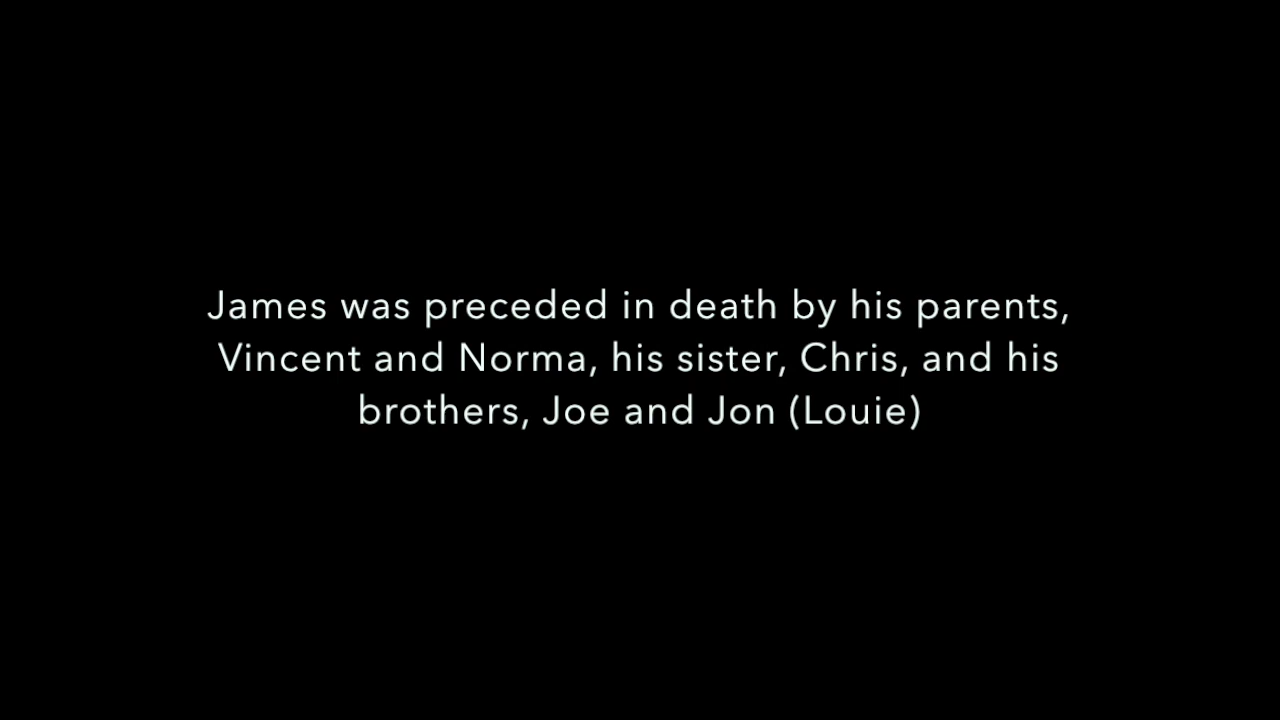 James was preceded in death by his parents,
Vincent and Norma, his sister, Chris, and his
brothers, Joe and Jon (Louie)